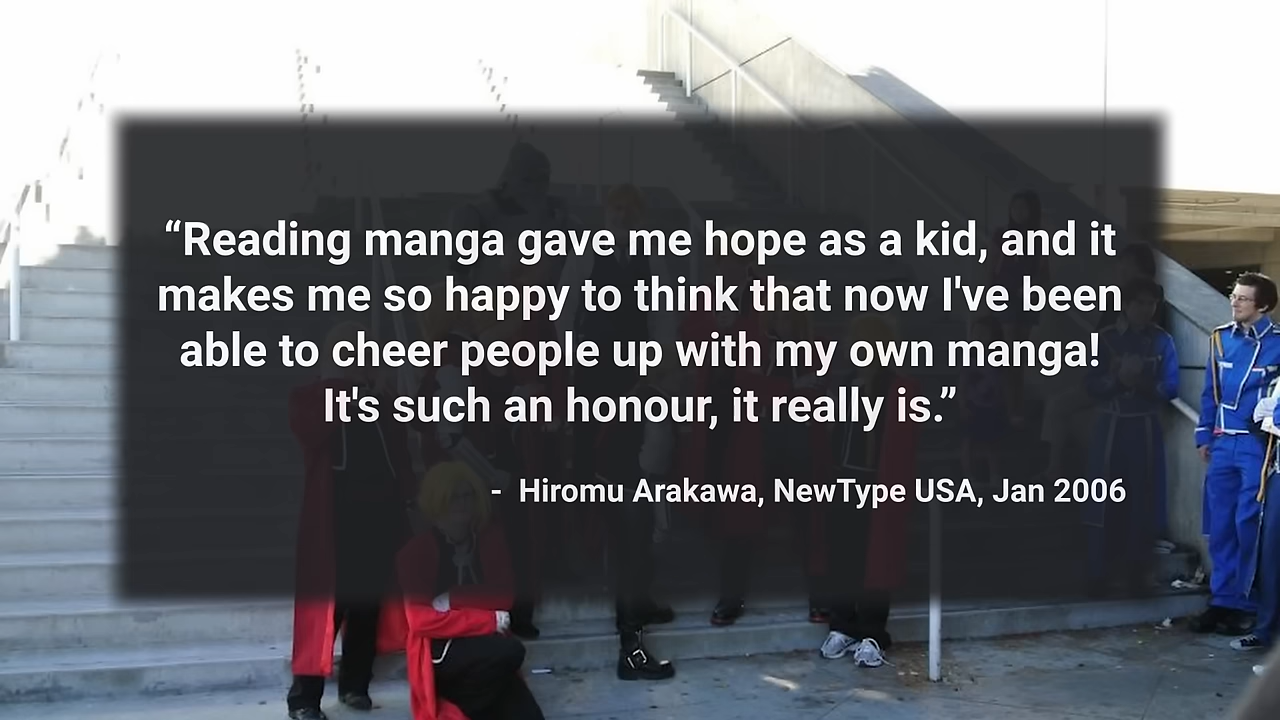 “Reading manga gave me hope as a kid, and it
makes me so happy to think that now I've been
able to cheer people up with my own manga!
It's such an honour, it really is.”
- Hiromu Arakawa, NewType USA, Jan 2006